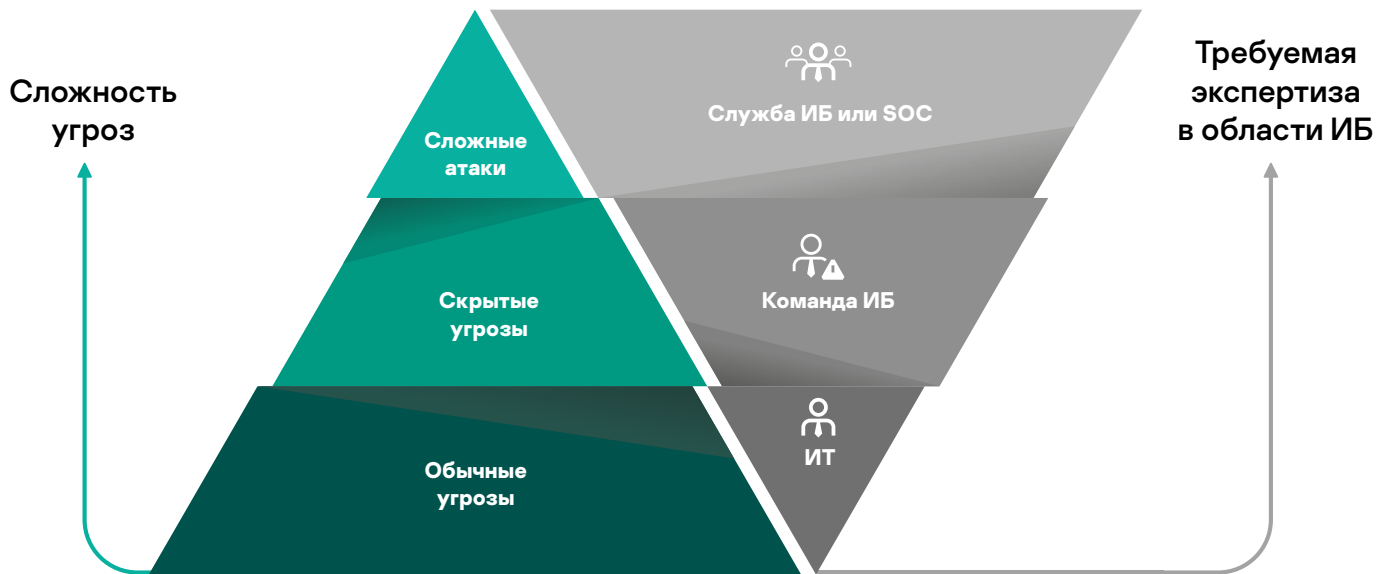 Сложность
угроз
Сложные
атаки
Скрытые
угрозы
Обычные
угрозы
Служба ИБ или SOC
Команда ИБ
ИТ
Требуемая
экспертиза
в области ИБ